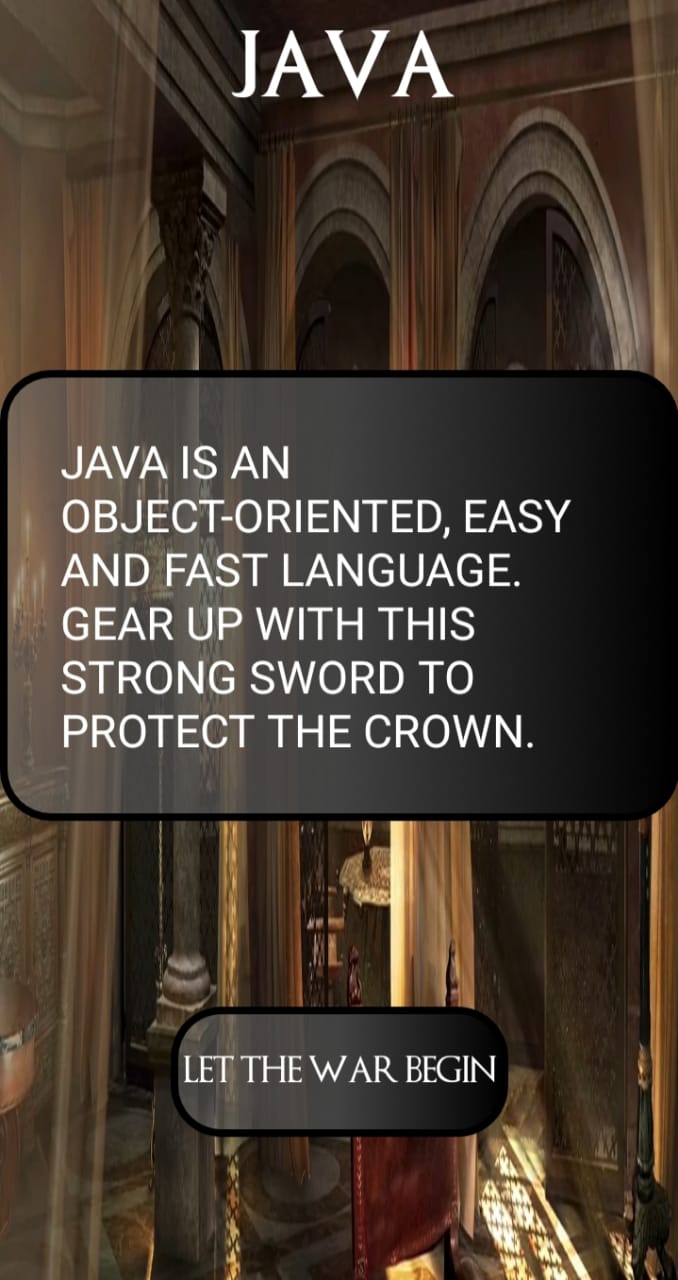 JAVA
JAVA IS AN
OBJECT-ORIENTED, EASY
AND FAST LANGUAGE.
GEAR UP WITH THIS
STRONG SWORD TO
PROTECT THE CROWN.
LET THE WAR BEGIN